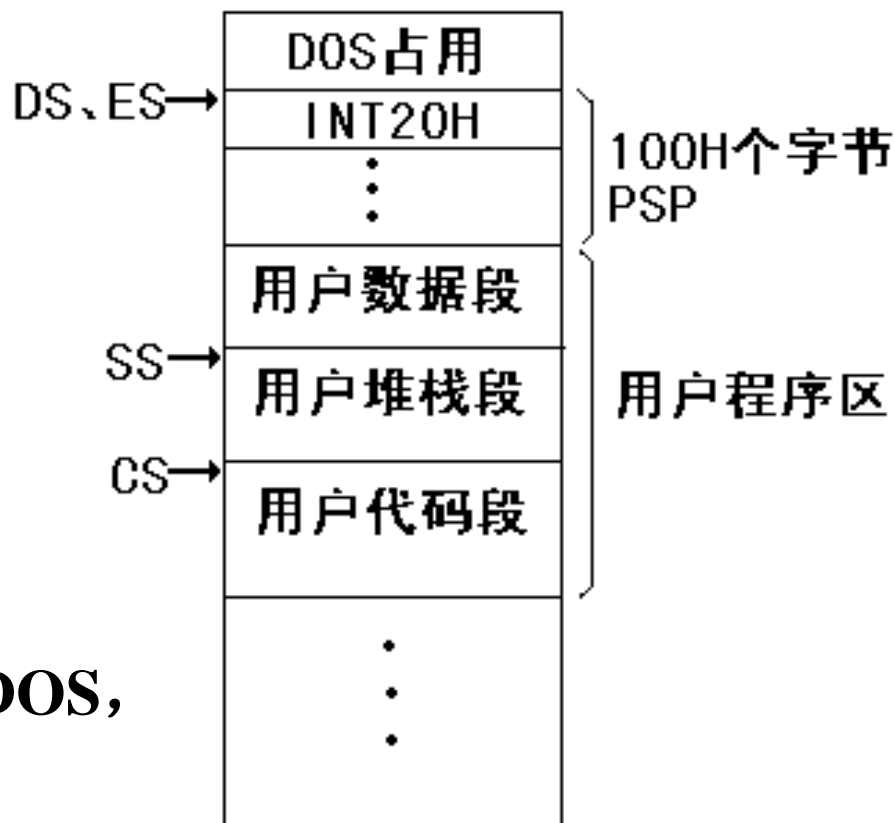 DOS占用
DS、ES→
INT20H
100H个字节
PSP
用户数据段
SS→
用户堆栈段
用户程序区
CS→
用户代码段
DOS，